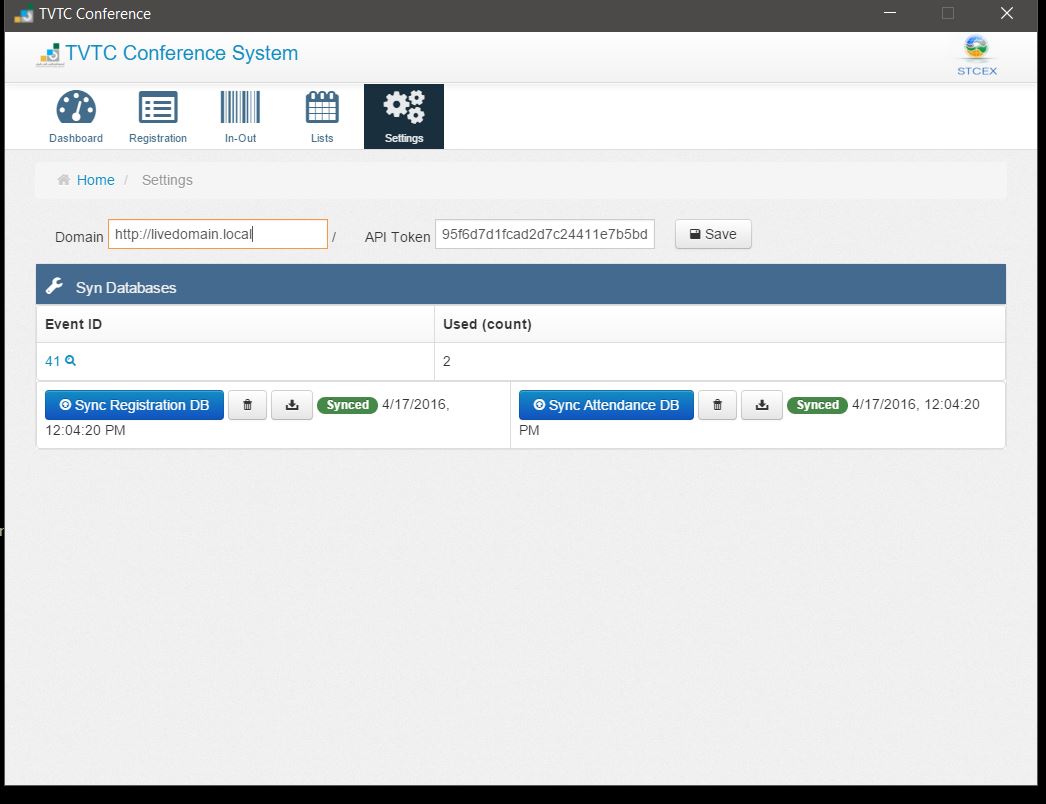 TVTC Conference
TVTC Conference System
STCEX
Dashboard
Registration
In-Out
Lists
Settings
Home / Settings
Domain http://livedomain.local / API Token 95f6d7d1fcad2d7c24411e7b5bd Save
Syn Databases
Event ID Used (count)
41 2
Sync Registration DB Synced 4/17/2016,
12:04:20 PM
Sync Attendance DB Synced 4/17/2016, 12:04:20
PM